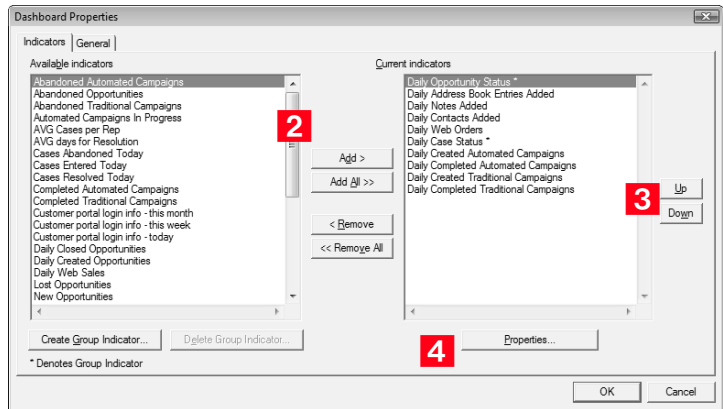 Dashboard Properties
Indicators
General
Available indicators
Abandoned Automated Campaigns
Abandoned Opportunities
Abandoned Traditional Campaigns
Automated Campaigns In Progress
AVG Cases per Rep
AVG days for Resolution
Cases Abandoned Today
Cases Entered Today
Cases Resolved Today
Completed Automated Campaigns
Completed Traditional Campaigns
Customer portal login info - this month
Customer portal login info - this week
Customer portal login info - today
Daily Closed Opportunities
Daily Created Opportunities
Daily Web Sales
Lost Opportunities
New Opportunities
2
Add >
Add All >>
< Remove
<< Remove All
Current indicators
Daily Opportunity Status *
Daily Address Book Entries Added
Daily Notes Added
Daily Contacts Added
Daily Web Orders
Daily Case Status *
Daily Created Automated Campaigns
Daily Completed Automated Campaigns
Daily Created Traditional Campaigns
Daily Completed Traditional Campaigns
3
Up
Down
Create Group Indicator...
Delete Group Indicator...
4
Properties...
* Denotes Group Indicator
OK
Cancel